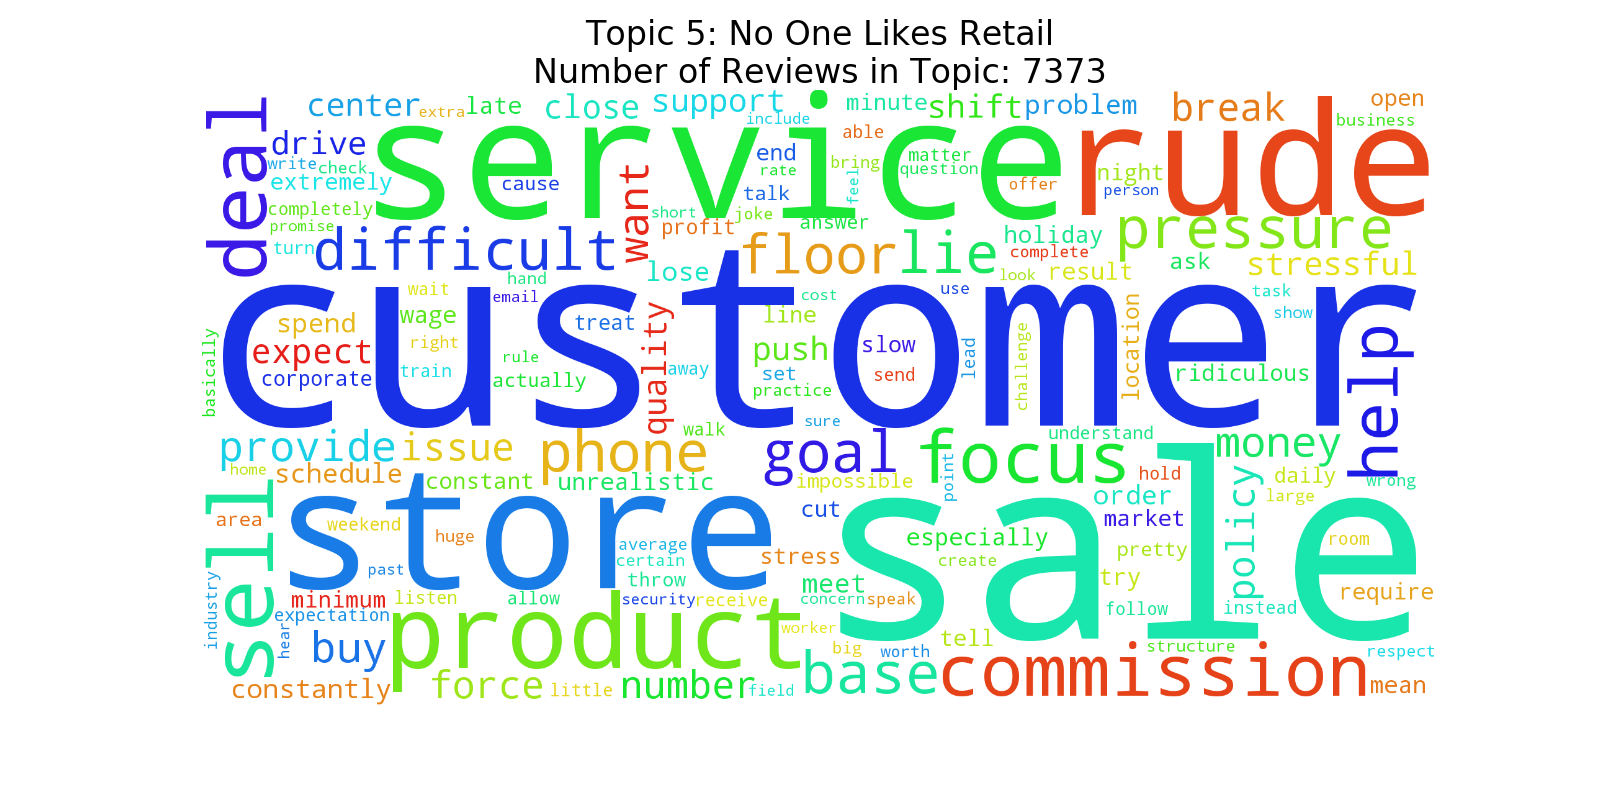 Topic 5: No One Likes Retail
Number of Reviews in Topic: 7373
deal
center
extra
late
close
support
include
minute
shift
problem
break
open
business
service
rude
drive
write
check
extremely
completely
promise
turn
cause
end
rate
talk
able
bring
feel
matter
question
offer
night
person
want
short
profit
joke
answer
difficult
floor
lie
holiday
complete
pressure
lose
look
result
ask
stressful
customer
hand
email
wait
wage
spend
treat
cost
use
line
task
show
expect
corporate
right
train
rule
actually
quality
away
push
set
practice
slow
send
lead
challenge
location
ridiculous
help
basically
sure
walk
provide
issue
phone
goal
focus
understand
money
home
schedule
constant
unrealistic
impossible
point
hold
order
market
policy
daily
large
wrong
sell
area
store
weekend
huge
past
cut
average
certain
throw
stress
sale
especially
create
pretty
try
room
require
industry
minimum
listen
allow
security
receive
meet
concern
speak
follow
instead
expectation
hear
buy
product
worker
big
worth
tell
structure
respect
constantly
force
little
number
field
base
commission
mean